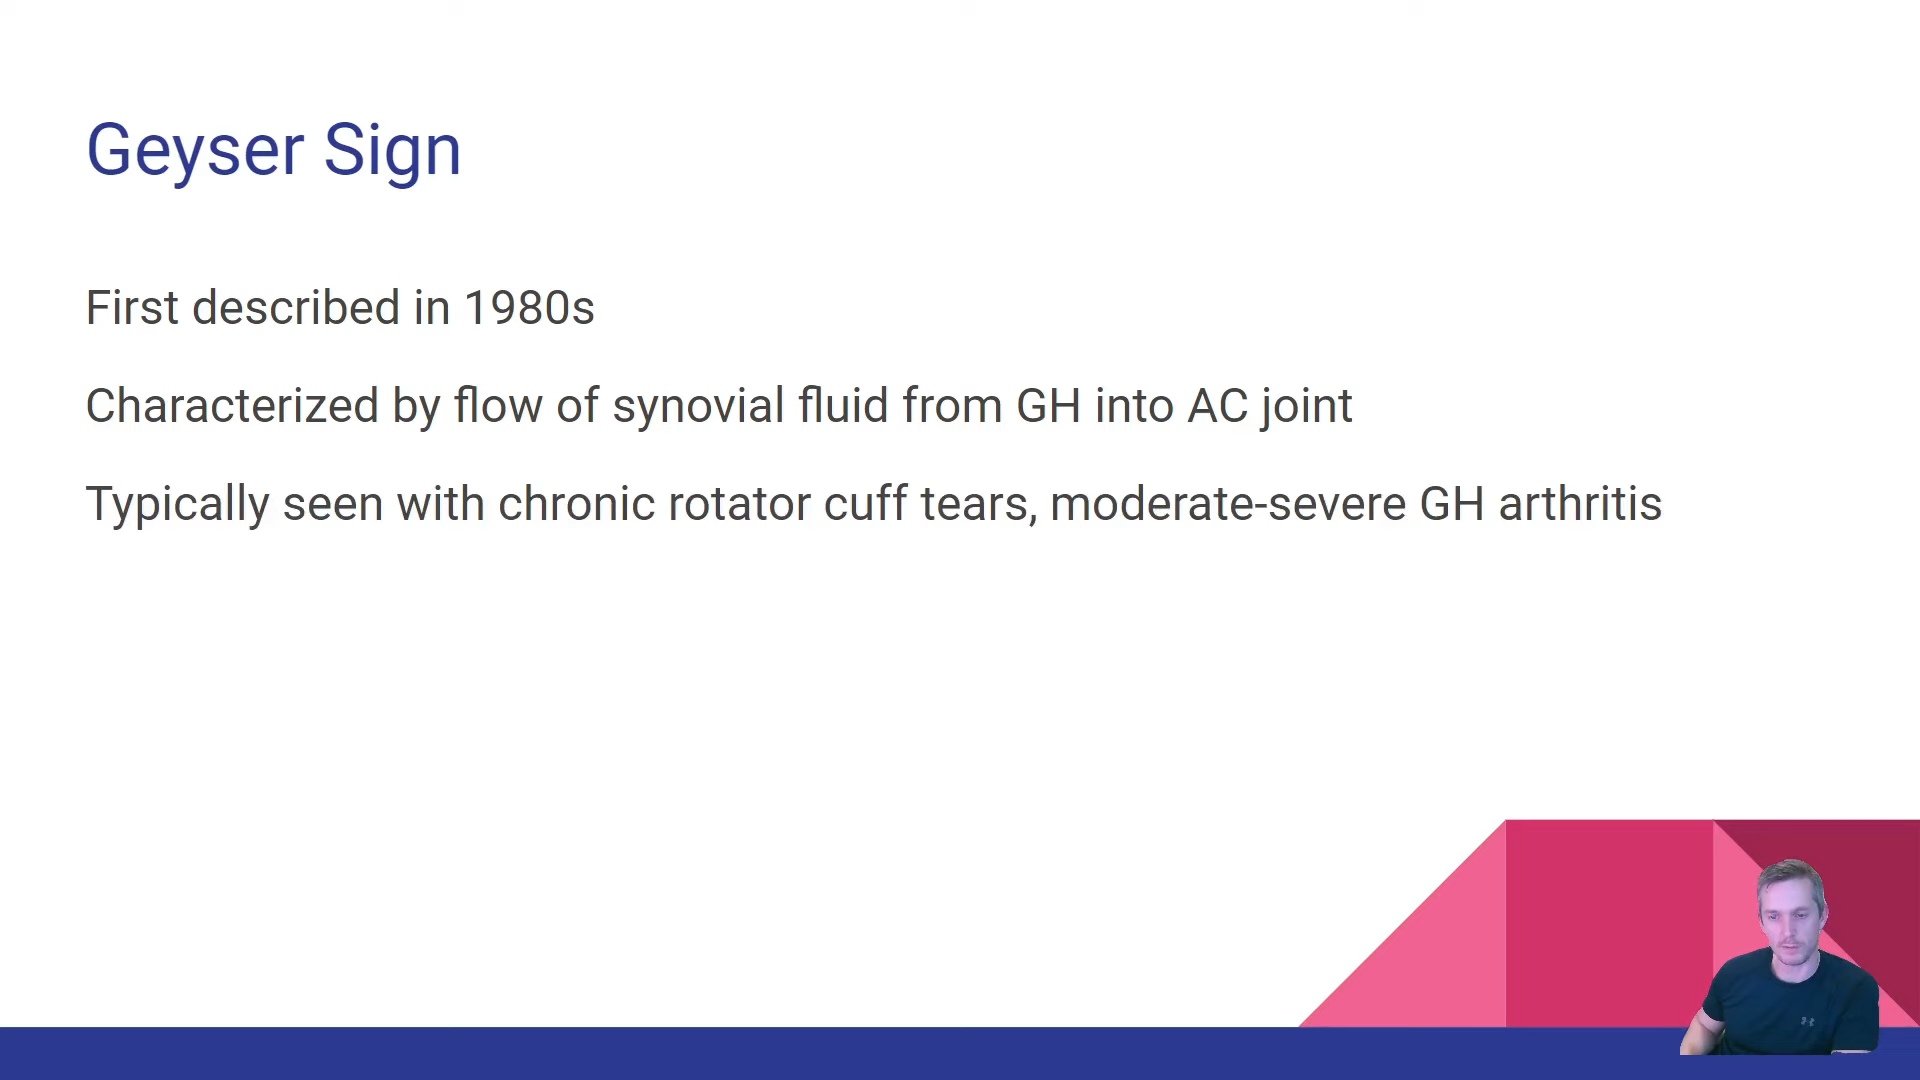 Geyser Sign
First described in 1980s
Characterized by flow of synovial fluid from GH into AC joint
Typically seen with chronic rotator cuff tears, moderate-severe GH arthritis